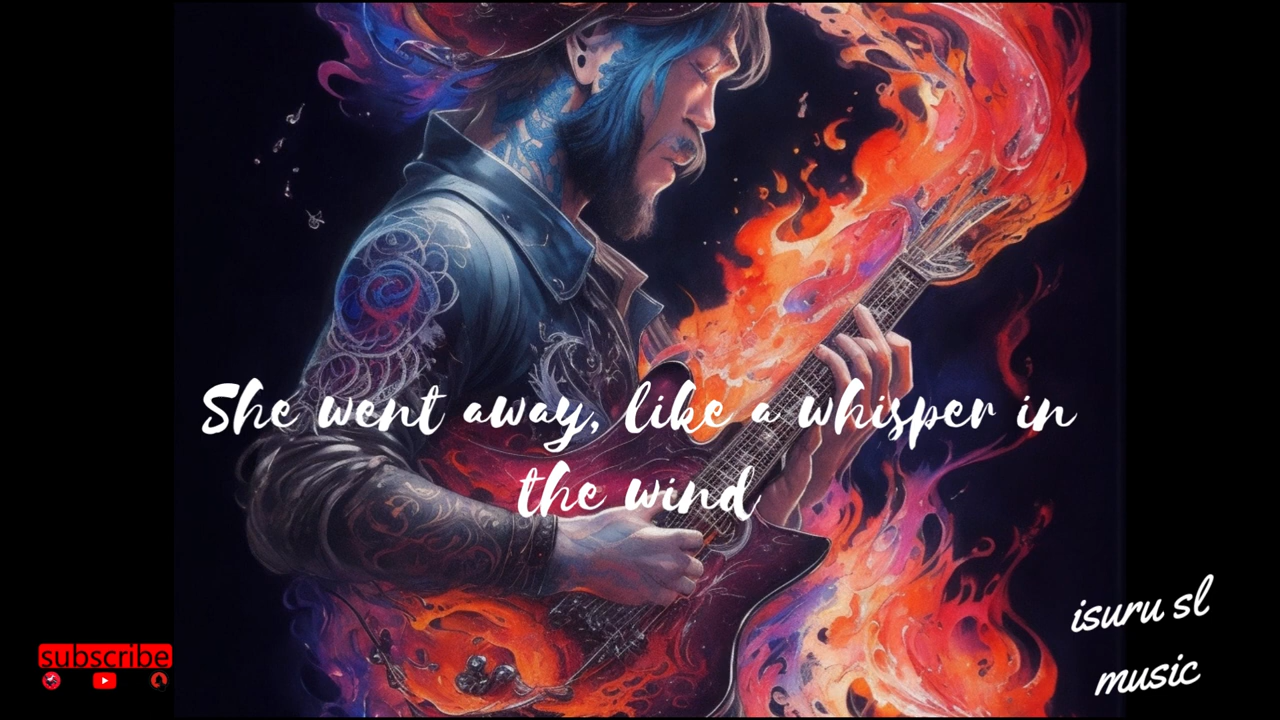 She went away, like a whisper in
the wind
isuru sl
music
subscribe